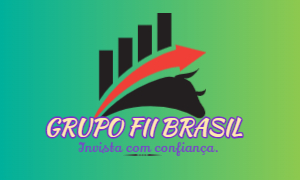 GRUPO FII BRASIL
Invista com confiança.